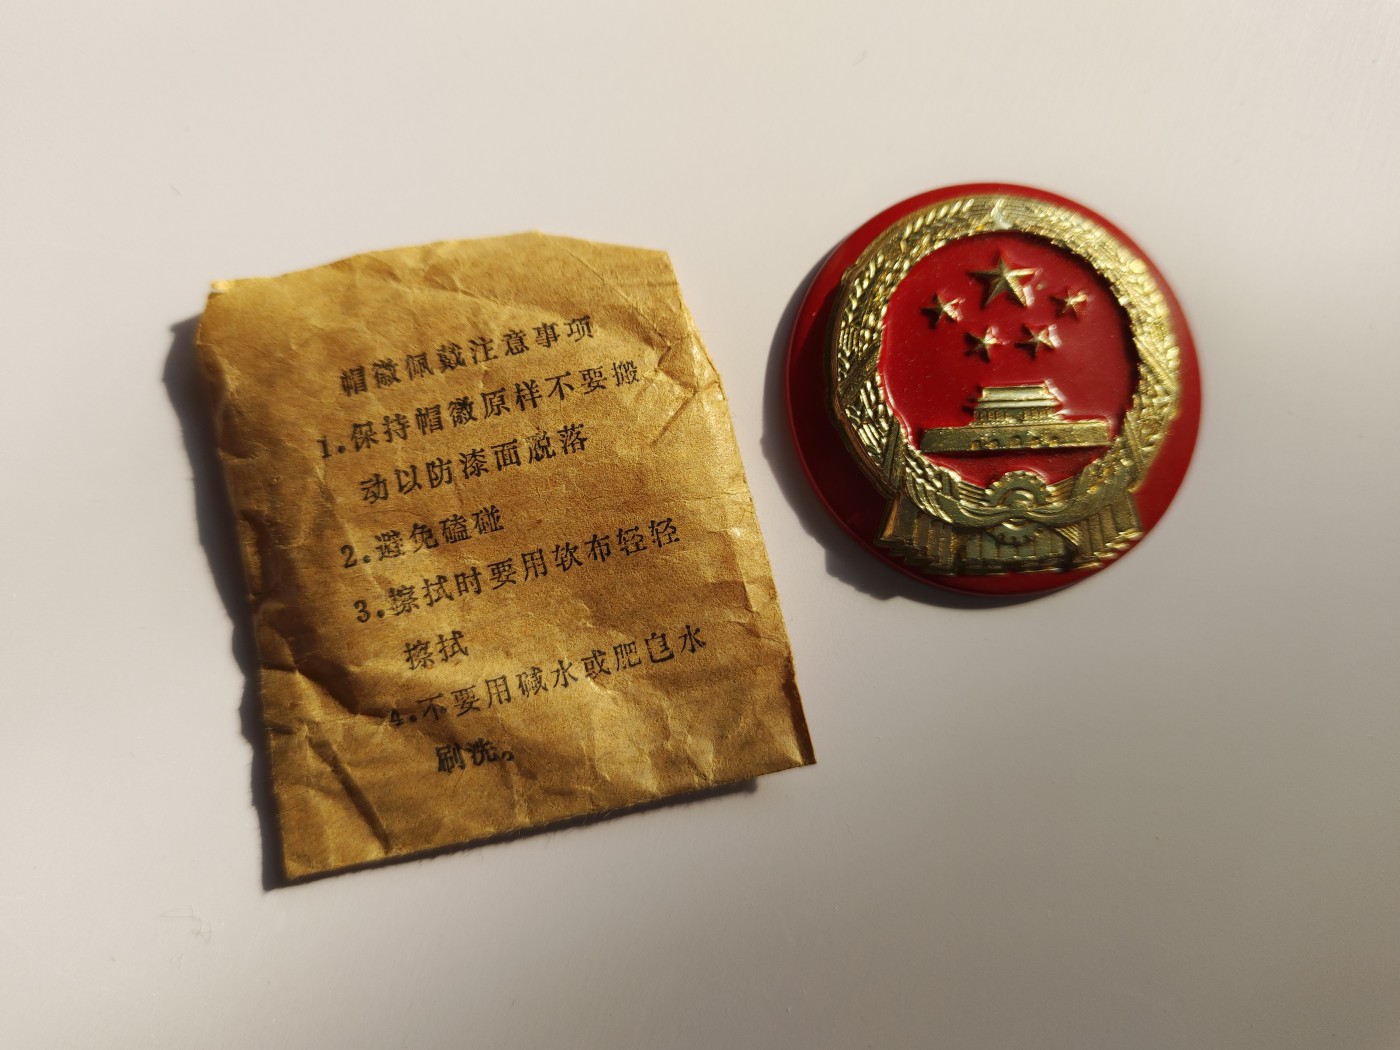 帽徽佩戴注意事项
1.保持帽徽原样不要搬
动以防漆面脱落
2.避免磕碰
3.擦拭时要用软布轻轻
擦拭
4.不要用碱水或肥皂水
刷洗。